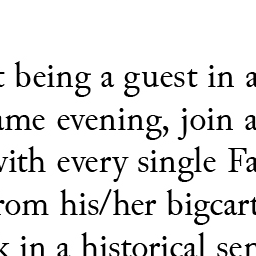 t being a guest in a
ame evening, join a
with every single Fa
rom his/her bigcart
k in a historical ser